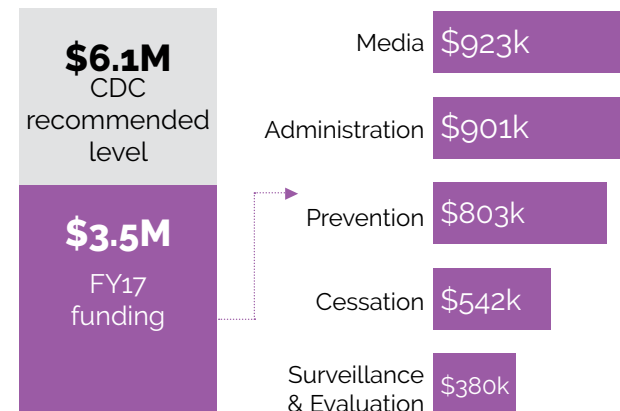 $6.1M
CDC
recommended
level
$3.5M
FY17
funding
Media $923k
Administration $901k
Prevention $803k
Cessation $542k
Surveillance
& Evaluation $380k